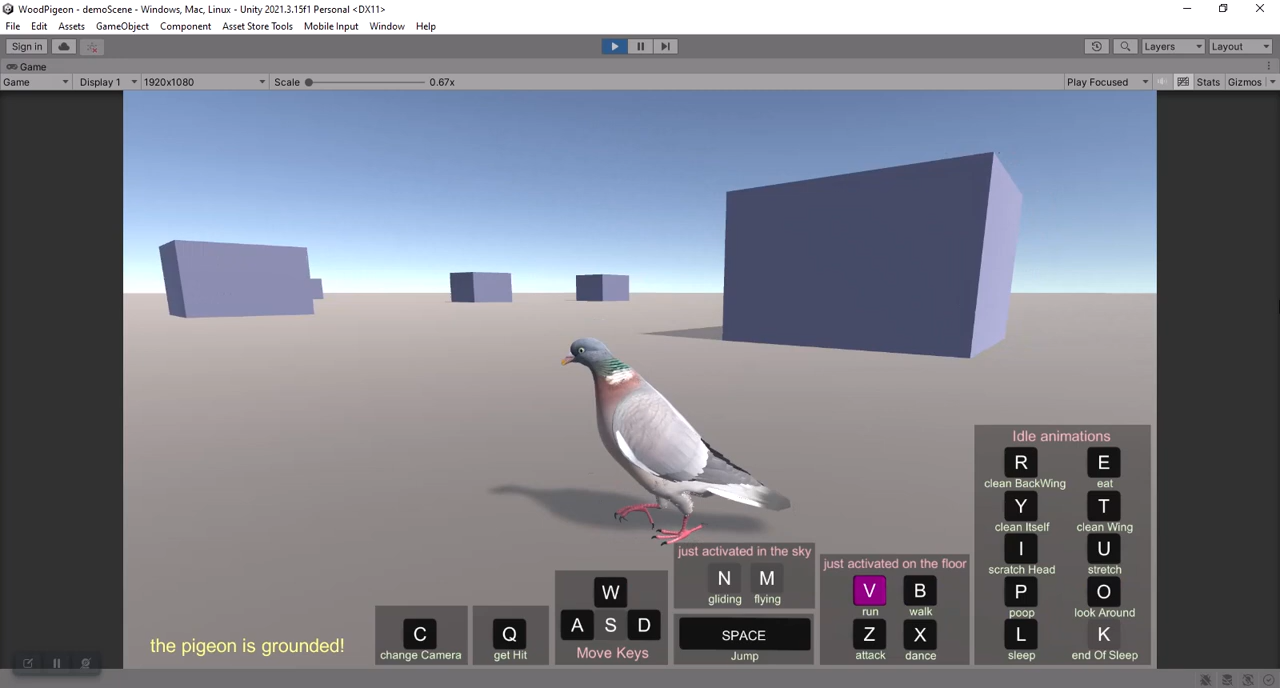 WoodPigeon - demoScene - Windows, Mac, Linux - Unity 2021.3.15f1 Personal <DX11>
File Edit Assets GameObject Component Asset Store Tools Mobile Input Window Help
Sign in
Layers
Layout
Game
Game
Display 1
1920x1080
Scale
0.67x
Play Focused
Stats
Gizmos
the pigeon is grounded!
C
change Camera
Q
get Hit
W
A S D
Move Keys
just activated in the sky
N M
gliding flying
SPACE
Jump
just activated on the floor
V B
run walk
Z X
attack dance
Idle animations
R E
clean BackWing eat
Y T
clean Itself clean Wing
I U
scratch Head stretch
P O
poop look Around
L K
sleep end Of Sleep